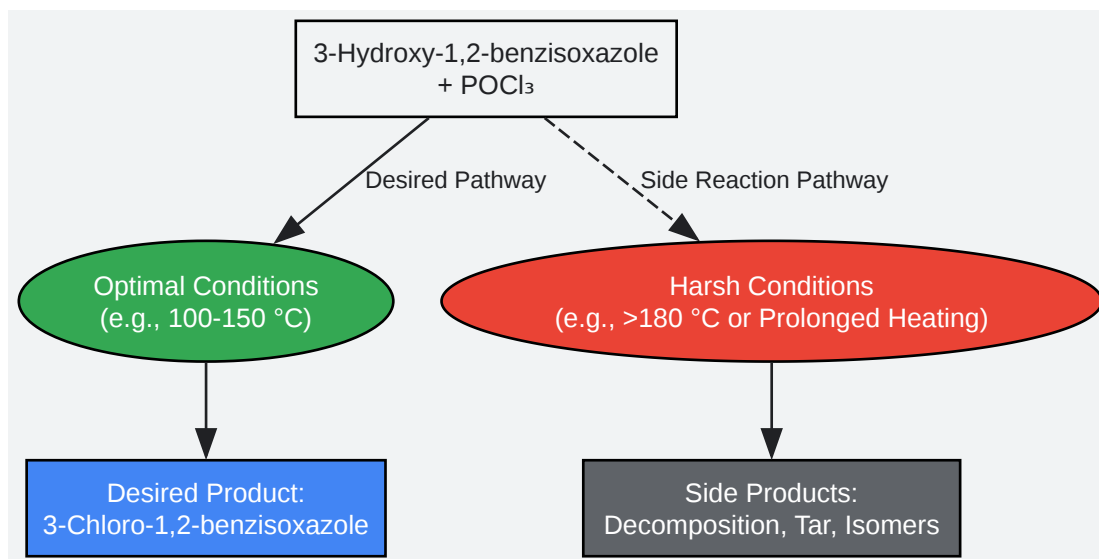 3-Hydroxy-1,2-benzisoxazole
+ POCl₃
Desired Pathway
Side Reaction Pathway
Optimal Conditions
(e.g., 100-150 °C)
Harsh Conditions
(e.g., >180 °C or Prolonged Heating)
Desired Product:
3-Chloro-1,2-benzisoxazole
Side Products:
Decomposition, Tar, Isomers